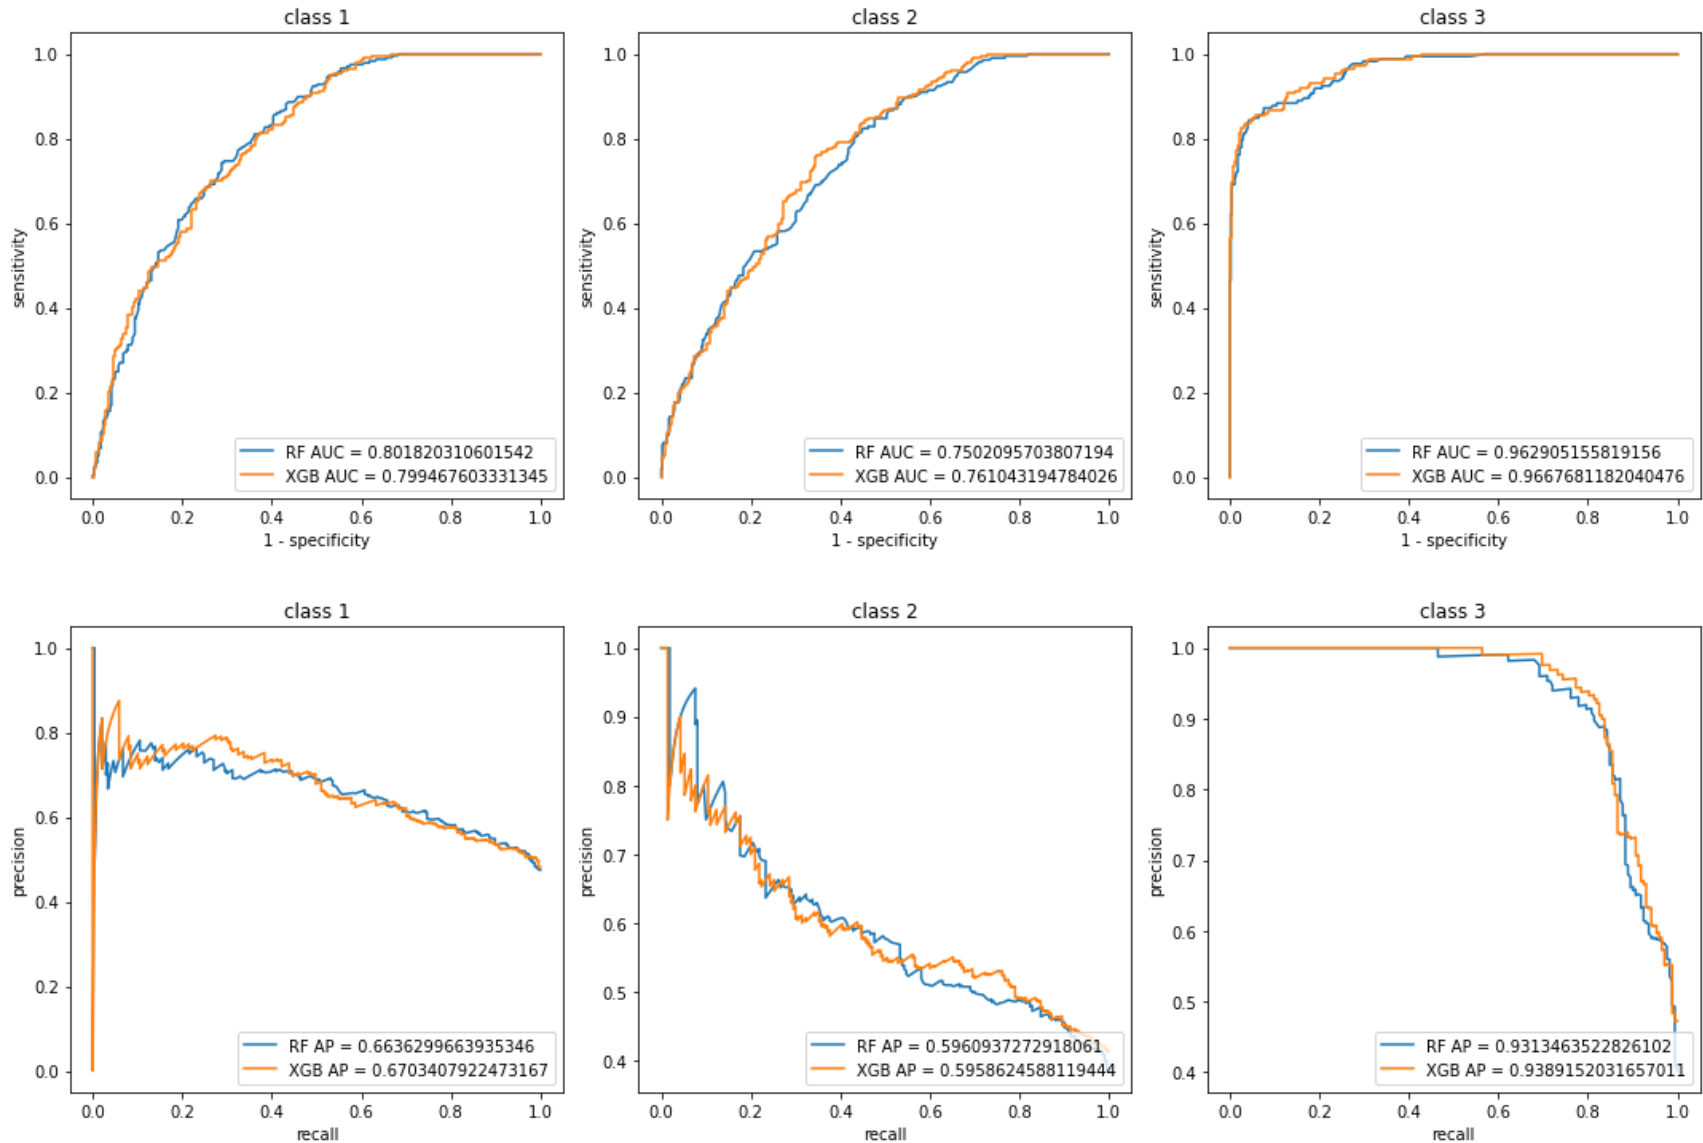 class 1
1.0
0.8
0.6
0.4
0.2
0.0
sensitivity
RF AUC = 0.801820310601542
XGB AUC = 0.799467603331345
0.0 0.2 0.4 0.6 0.8 1.0
1 - specificity
class 2
1.0
0.8
0.6
0.4
0.2
0.0
sensitivity
RF AUC = 0.7502095703807194
XGB AUC = 0.761043194784026
0.0 0.2 0.4 0.6 0.8 1.0
1 - specificity
class 3
1.0
0.8
0.6
0.4
0.2
0.0
sensitivity
RF AUC = 0.962905155819156
XGB AUC = 0.9667681182040476
0.0 0.2 0.4 0.6 0.8 1.0
1 - specificity
class 1
1.0
0.8
0.6
0.4
0.2
0.0
precision
RF AP = 0.6636299663935346
XGB AP = 0.6703407922473167
0.0 0.2 0.4 0.6 0.8 1.0
recall
class 2
1.0
0.9
0.8
0.7
0.6
0.5
0.4
precision
RF AP = 0.5960937272918061
XGB AP = 0.5958624588119444
0.0 0.2 0.4 0.6 0.8 1.0
recall
class 3
1.0
0.9
0.8
0.7
0.6
0.5
0.4
precision
RF AP = 0.9313463522826102
XGB AP = 0.9389152031657011
0.0 0.2 0.4 0.6 0.8 1.0
recall